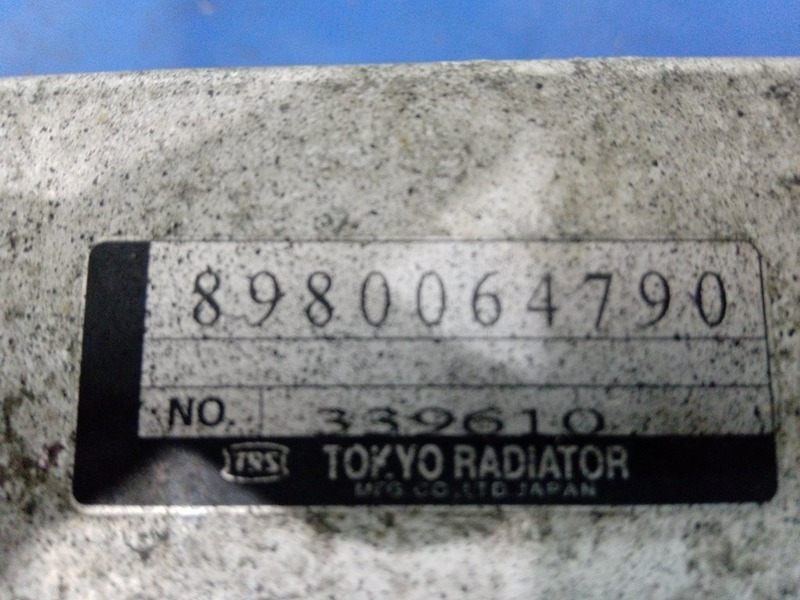 8980064790
NO. 339610
TSS TOKYO RADIATOR
MFG. CO., LTD. JAPAN